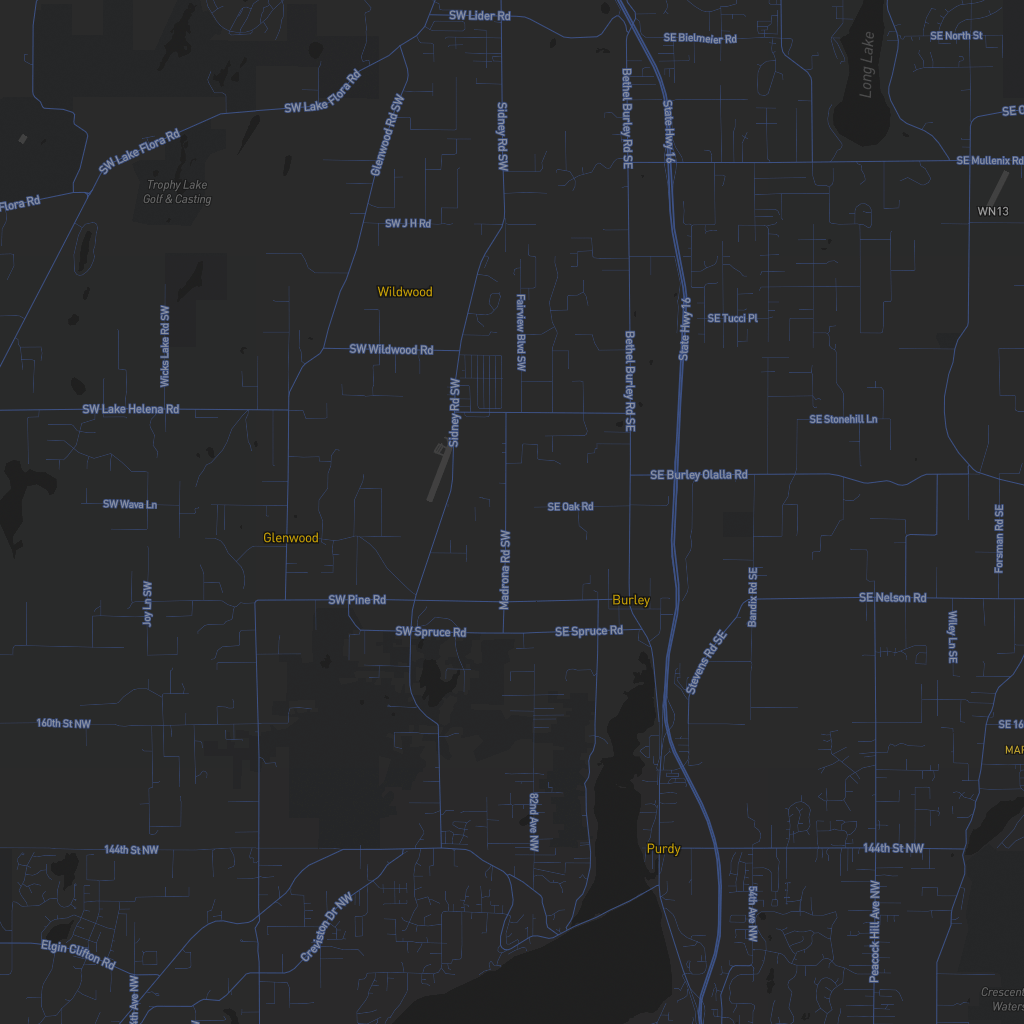 SW Lider Rd
SE Bielmeier Rd
SE North St
Long Lake
SW Lake Flora Rd
Glenwood Rd SW
Sidney Rd SW
Bethel Burley Rd SE
State Hwy 16
SW Lake Flora Rd
SE Mullenix Rd
Trophy Lake
Golf & Casting
Flora Rd
WN13
SW J H Rd
Wildwood
Fairview Blvd SW
State Hwy 16
SE Tucci Pl
Wicks Lake Rd SW
SW Wildwood Rd
Bethel Burley Rd SE
Sidney Rd SW
SW Lake Helena Rd
SE Stonehill Ln
SE Burley Olalla Rd
SW Wava Ln
SE Oak Rd
Forsman Rd SE
Glenwood
Madrona Rd SW
Joy Ln SW
SW Pine Rd
Burley
Bandix Rd SE
SE Nelson Rd
SW Spruce Rd
SE Spruce Rd
Wiley Ln SE
Stevens Rd SE
160th St NW
SE 16
MAR
82nd Ave NW
144th St NW
Purdy
144th St NW
54th Ave NW
Peacock Hill Ave NW
Creviston Dr NW
Elgin Clifton Rd
th Ave NW
Crescent
Waters